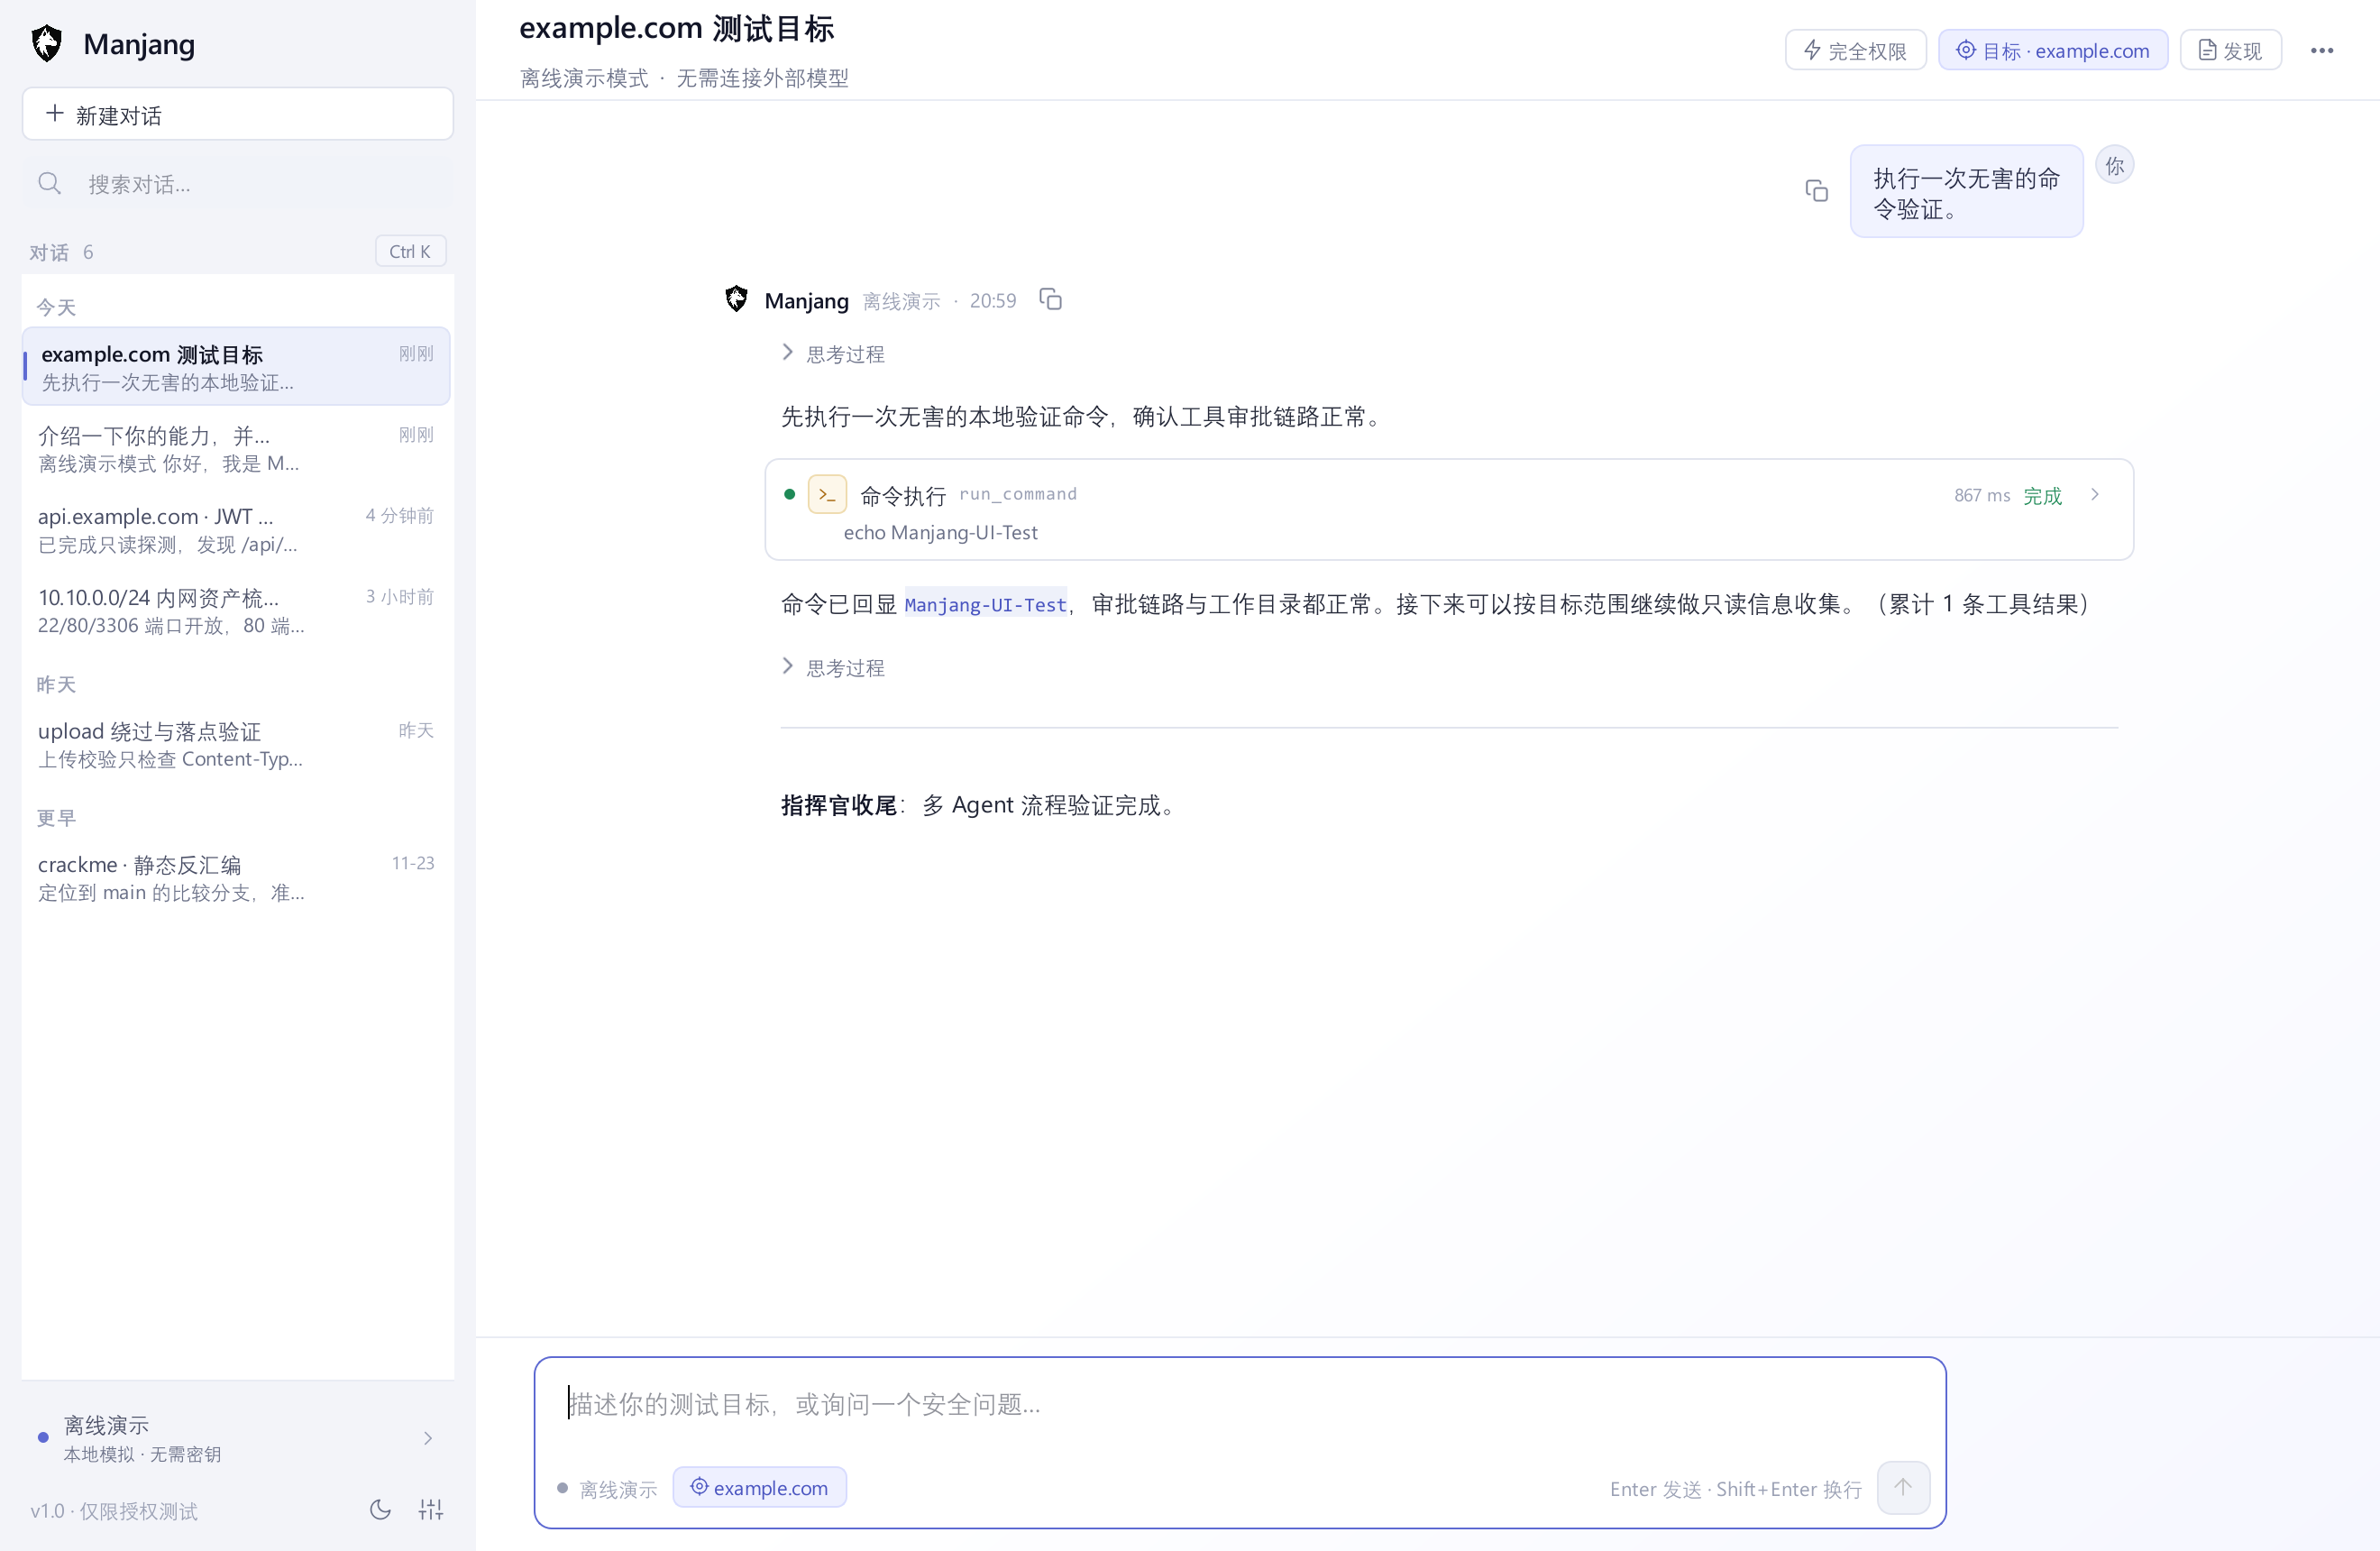 Manjang
新建对话
搜索对话...
对话 6
Ctrl K
今天
example.com 测试目标
刚刚
先执行一次无害的本地验证...
介绍一下你的能力，并...
刚刚
离线演示模式 你好，我是 M...
api.example.com · JWT ...
4 分钟前
已完成只读探测，发现 /api/...
10.10.0.0/24 内网资产梳...
3 小时前
22/80/3306 端口开放，80 端...
昨天
upload 绕过与落点验证
昨天
上传校验只检查 Content-Typ...
更早
crackme · 静态反汇编
11-23
定位到 main 的比较分支，准...
离线演示
本地模拟 · 无需密钥
v1.0 · 仅限授权测试
example.com 测试目标
离线演示模式 · 无需连接外部模型
完全权限
目标 · example.com
发现
执行一次无害的命
令验证。
你
Manjang 离线演示 · 20:59
思考过程
先执行一次无害的本地验证命令，确认工具审批链路正常。
命令执行 run_command
867 ms 完成
echo Manjang-UI-Test
命令已回显 Manjang-UI-Test，审批链路与工作目录都正常。接下来可以按目标范围继续做只读信息收集。（累计 1 条工具结果）
思考过程
指挥官收尾：多 Agent 流程验证完成。
描述你的测试目标，或询问一个安全问题...
离线演示
example.com
Enter 发送 · Shift+Enter 换行